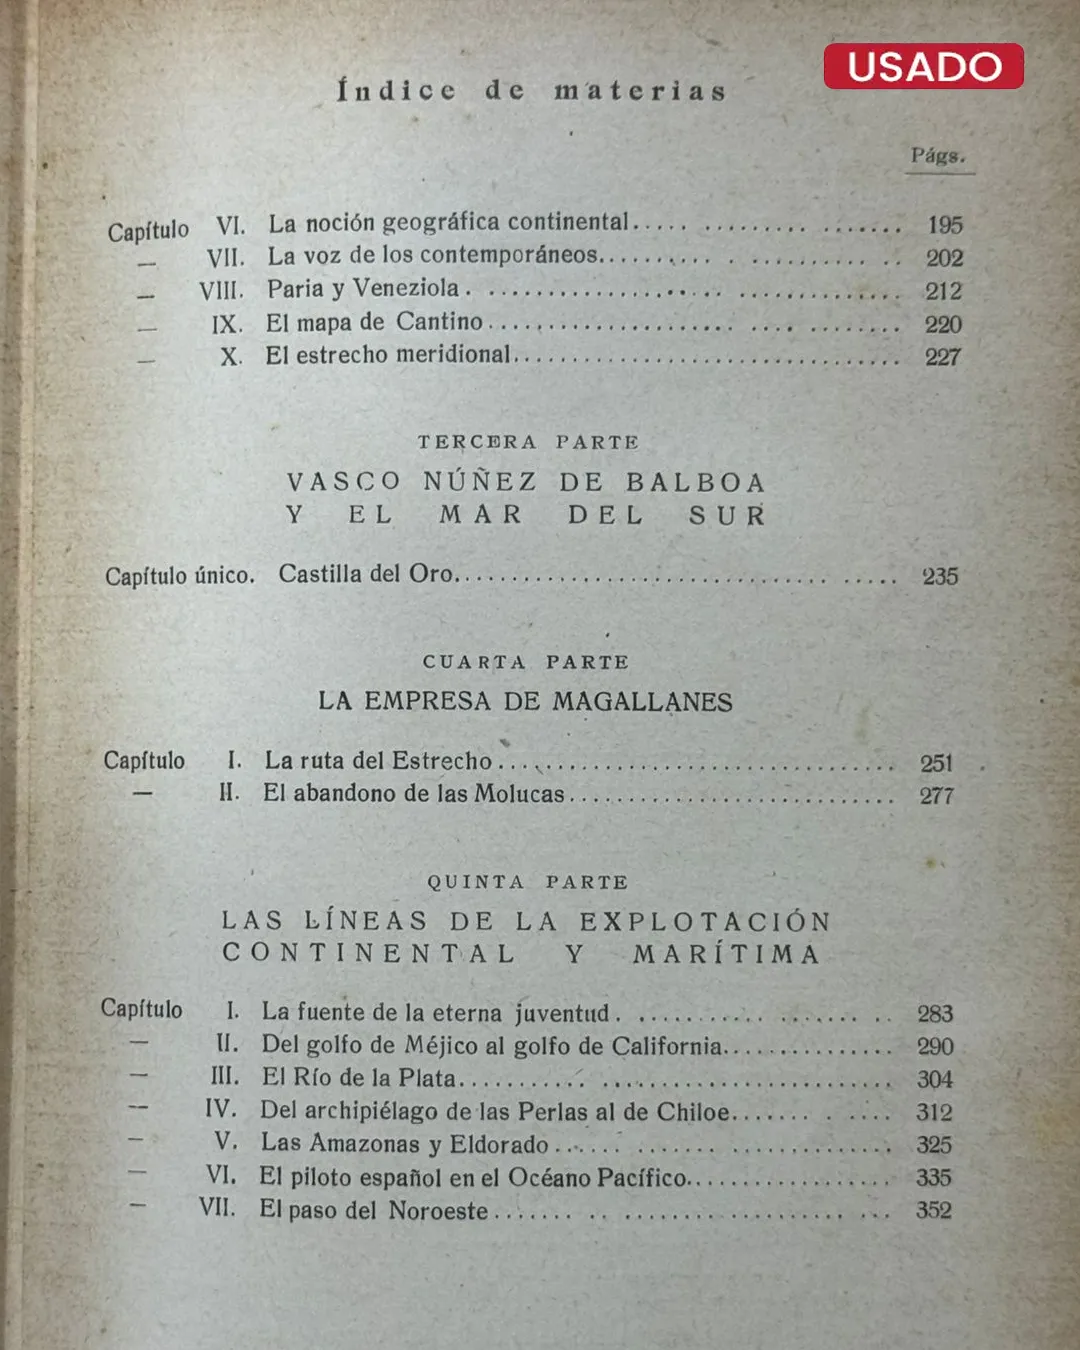 USADO
Índice de materias
Págs.
Capítulo VI. La noción geográfica continental..... .......... ....... 195
— VII. La voz de los contemporáneos........... . .......... .. 202
— VIII. Paria y Veneziola . .................... .............. 212
— IX. El mapa de Cantino ...................... .... ........ 220
— X. El estrecho meridional................................... 227
TERCERA PARTE
VASCO NÚÑEZ DE BALBOA
Y EL MAR DEL SUR
Capítulo único. Castilla del Oro................................. ..... 235
CUARTA PARTE
LA EMPRESA DE MAGALLANES
Capítulo I. La ruta del Estrecho .................................... 251
— II. El abandono de las Molucas.............................. 277
QUINTA PARTE
LAS LÍNEAS DE LA EXPLOTACIÓN
CONTINENTAL Y MARÍTIMA
Capítulo I. La fuente de la eterna juventud . ............ ....... .. 283
— II. Del golfo de Méjico al golfo de California................ 290
— III. El Río de la Plata........... .......................... 304
— IV. Del archipiélago de las Perlas al de Chiloe....... . .... 312
— V. Las Amazonas y Eldorado ....... ........ .............. 325
— VI. El piloto español en el Océano Pacífico................... 335
— VII. El paso del Noroeste ....... .. ................... ... 352